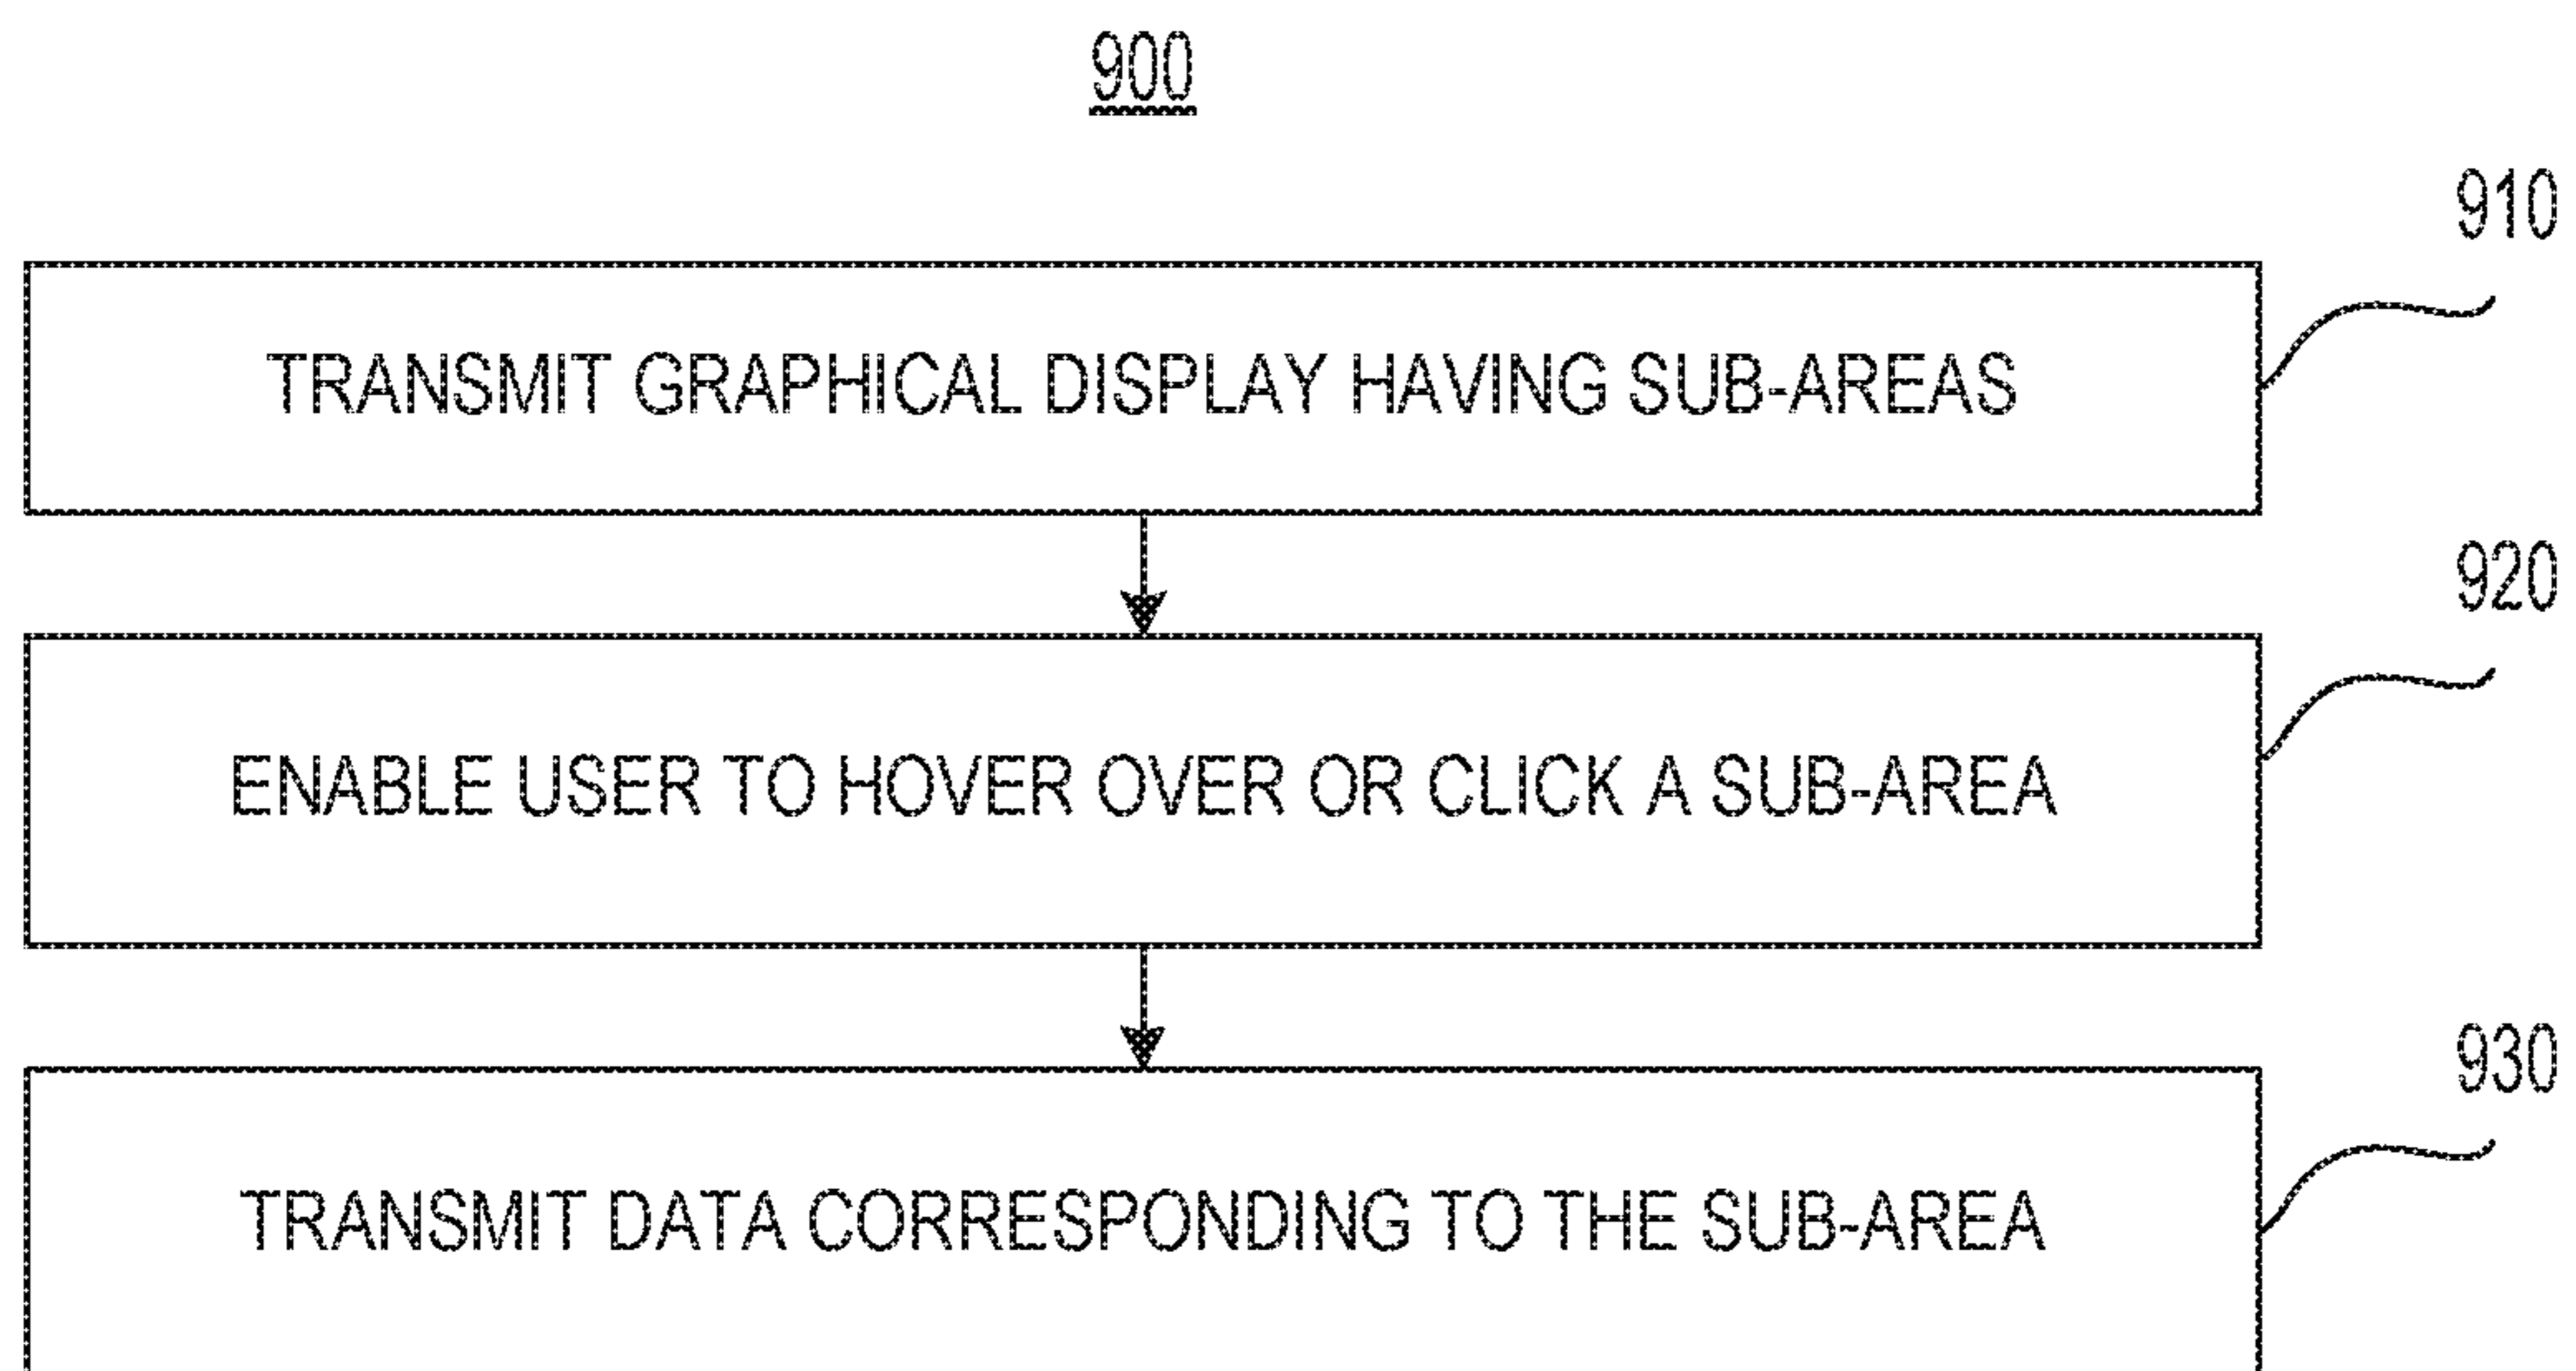 900
910
TRANSMIT GRAPHICAL DISPLAY HAVING SUB-AREAS
920
ENABLE USER TO HOVER OVER OR CLICK A SUB-AREA
930
TRANSMIT DATA CORRESPONDING TO THE SUB-AREA